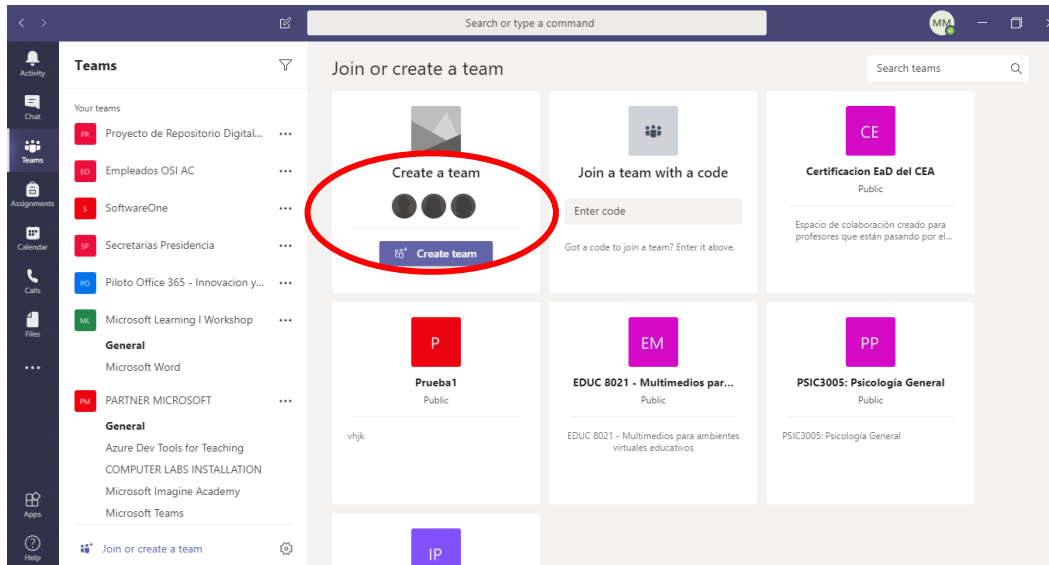 Search or type a command
MM
Activity
Chat
Teams
Assignments
Calendar
Calls
Files
Apps
Help
Teams
Your teams
PR Proyecto de Repositorio Digital...
EO Empleados OSI AC
S SoftwareOne
SP Secretarias Presidencia
PO Piloto Office 365 - Innovacion y...
ML Microsoft Learning I Workshop
General
Microsoft Word
PM PARTNER MICROSOFT
General
Azure Dev Tools for Teaching
COMPUTER LABS INSTALLATION
Microsoft Imagine Academy
Microsoft Teams
Join or create a team
Join or create a team
Search teams
Create a team
Create team
Join a team with a code
Enter code
Got a code to join a team? Enter it above.
CE
Certificacion EaD del CEA
Public
Espacio de colaboración creado para
profesores que están pasando por el...
P
Prueba1
Public
vhjk
EM
EDUC 8021 - Multimedios par...
Public
EDUC 8021 - Multimedios para ambientes
virtuales educativos
PP
PSIC3005: Psicología General
Public
PSIC3005: Psicología General
IP